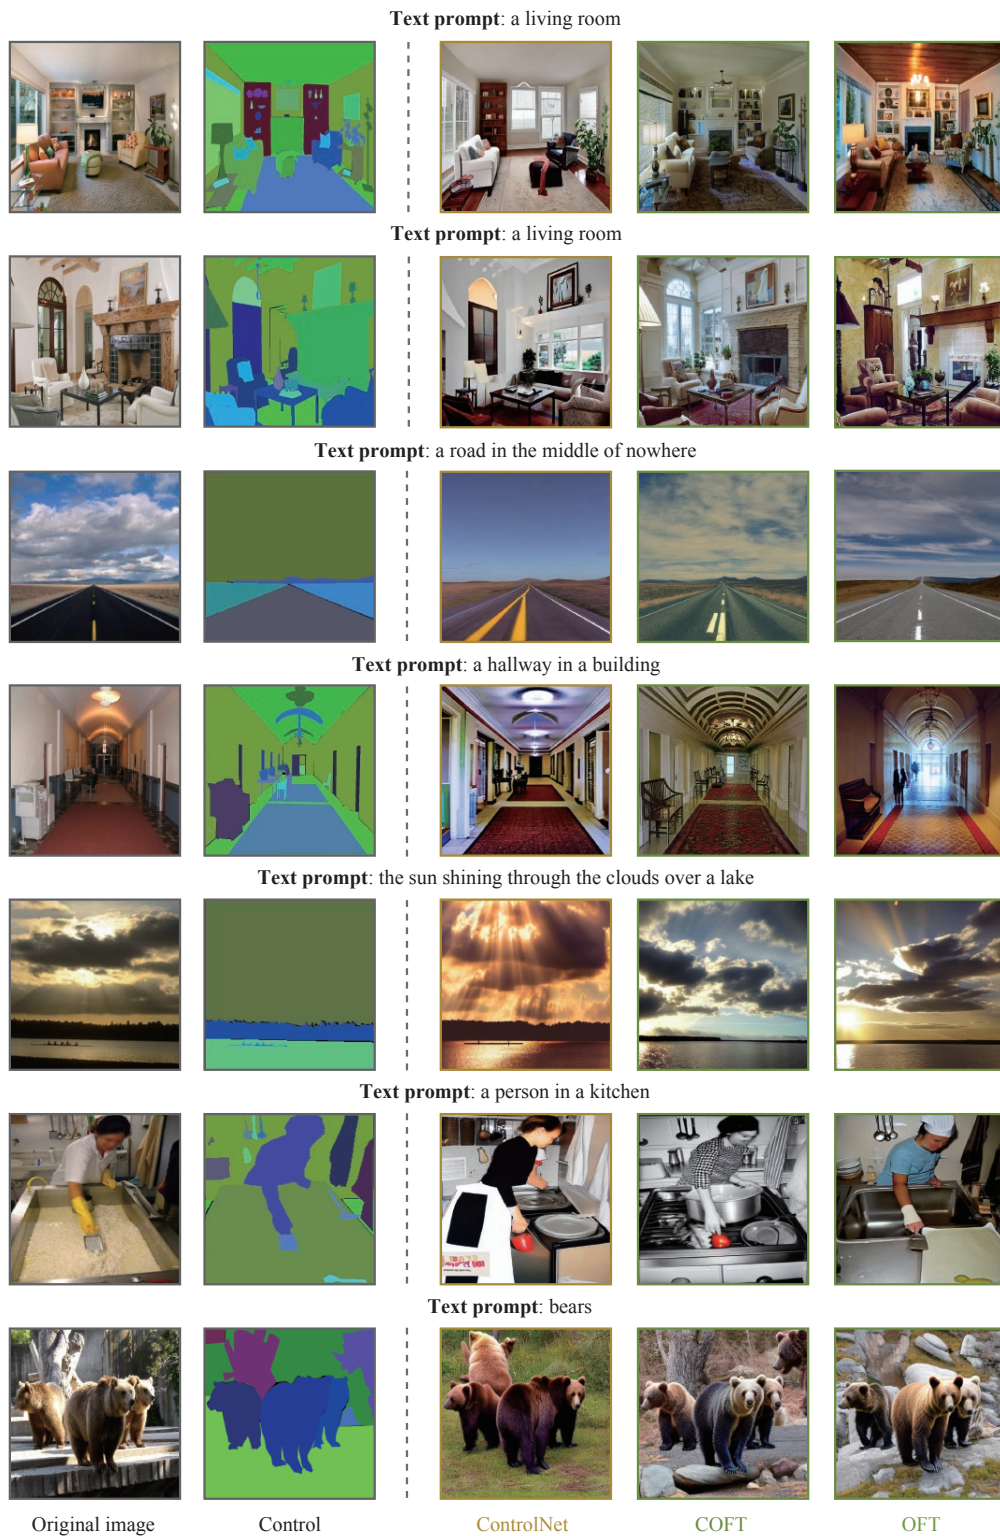 Text prompt: a living room
Text prompt: a living room
Text prompt: a road in the middle of nowhere
Text prompt: a hallway in a building
Text prompt: the sun shining through the clouds over a lake
Text prompt: a person in a kitchen
Text prompt: bears
Original image
Control
ControlNet
COFT
OFT